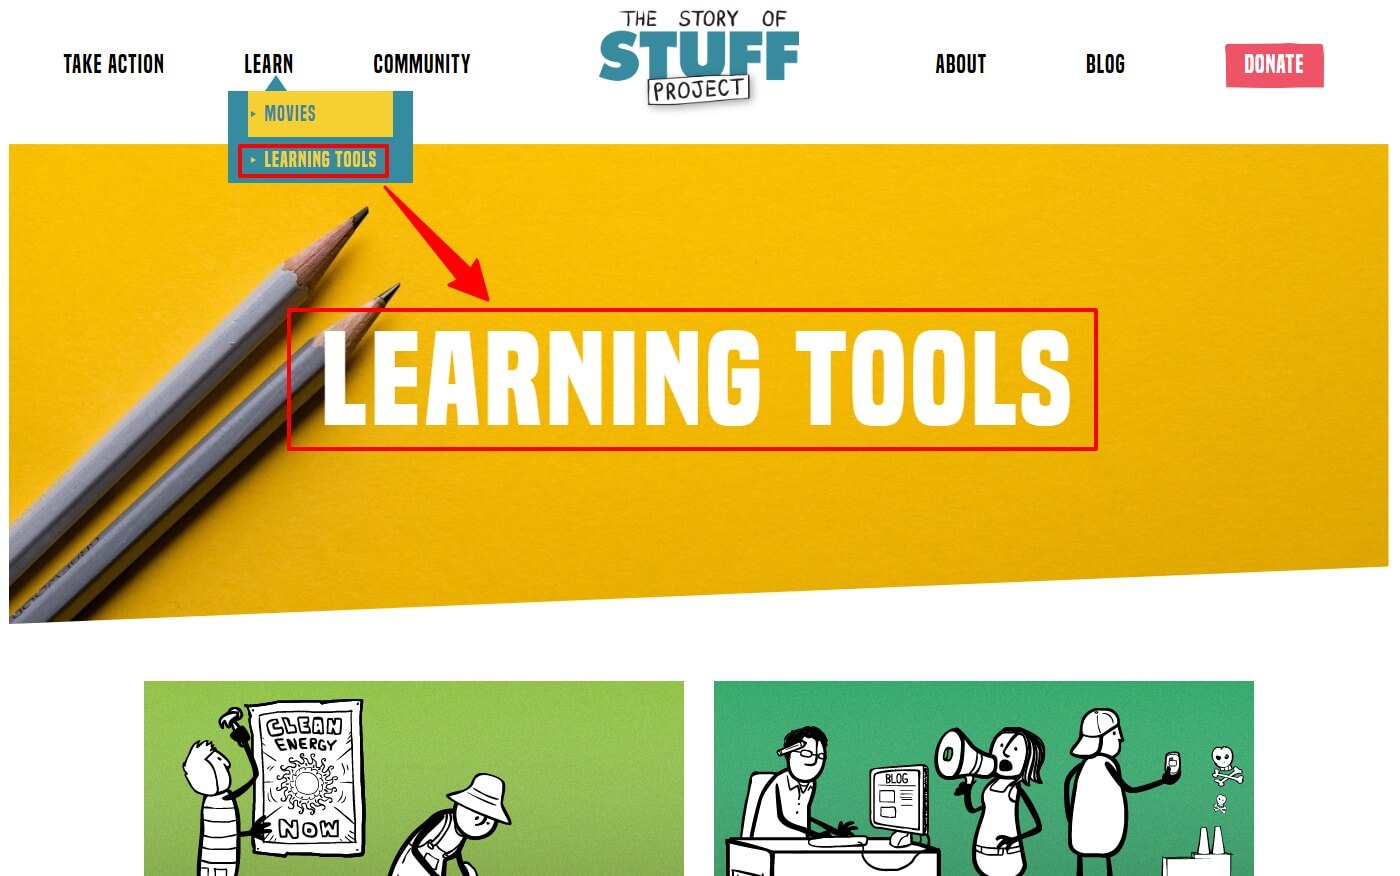 TAKE ACTION
LEARN
COMMUNITY
THE STORY OF
STUFF
PROJECT
ABOUT
BLOG
DONATE
MOVIES
LEARNING TOOLS
LEARNING TOOLS
CLEAN
ENERGY
NOW
BLOG